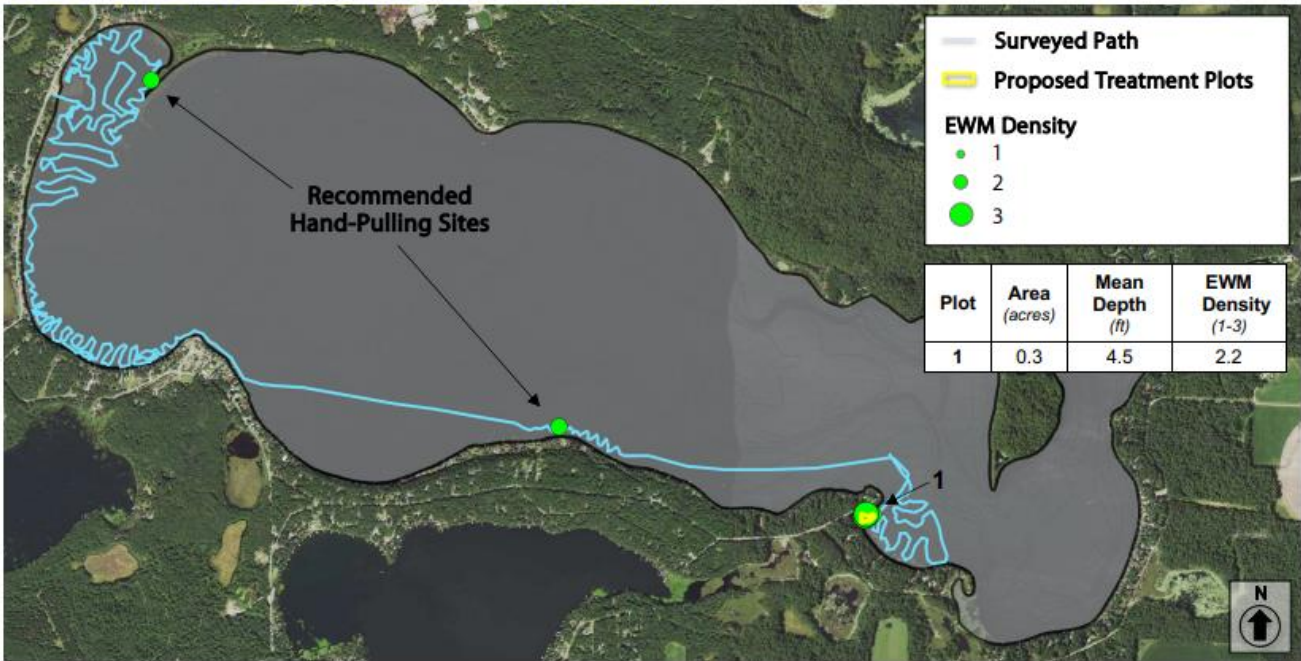 Recommended
Hand-Pulling Sites
1
Surveyed Path
Proposed Treatment Plots
EWM Density
1
2
3
Plot Area (acres) Mean Depth (ft) EWM Density (1-3)
1 0.3 4.5 2.2
N